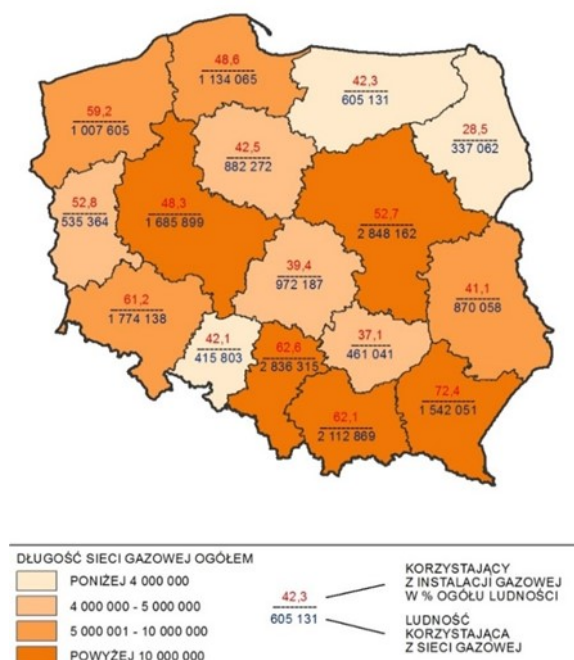 48,6
1 134 065
42,3
605 131
59,2
1 007 605
28,5
337 062
42,5
882 272
52,8
535 364
48,3
1 685 899
52,7
2 848 162
39,4
972 187
41,1
870 058
61,2
1 774 138
42,1
415 803
62,6
2 836 315
37,1
461 041
72,4
1 542 051
62,1
2 112 869
DŁUGOŚĆ SIECI GAZOWEJ OGÓŁEM
PONIŻEJ 4 000 000
4 000 000 - 5 000 000
5 000 001 - 10 000 000
POWYŻEJ 10 000 000
42,3
605 131
KORZYSTAJĄCY
Z INSTALACJI GAZOWEJ
W % OGÓŁU LUDNOŚCI
LUDNOŚĆ
KORZYSTAJĄCA
Z SIECI GAZOWEJ